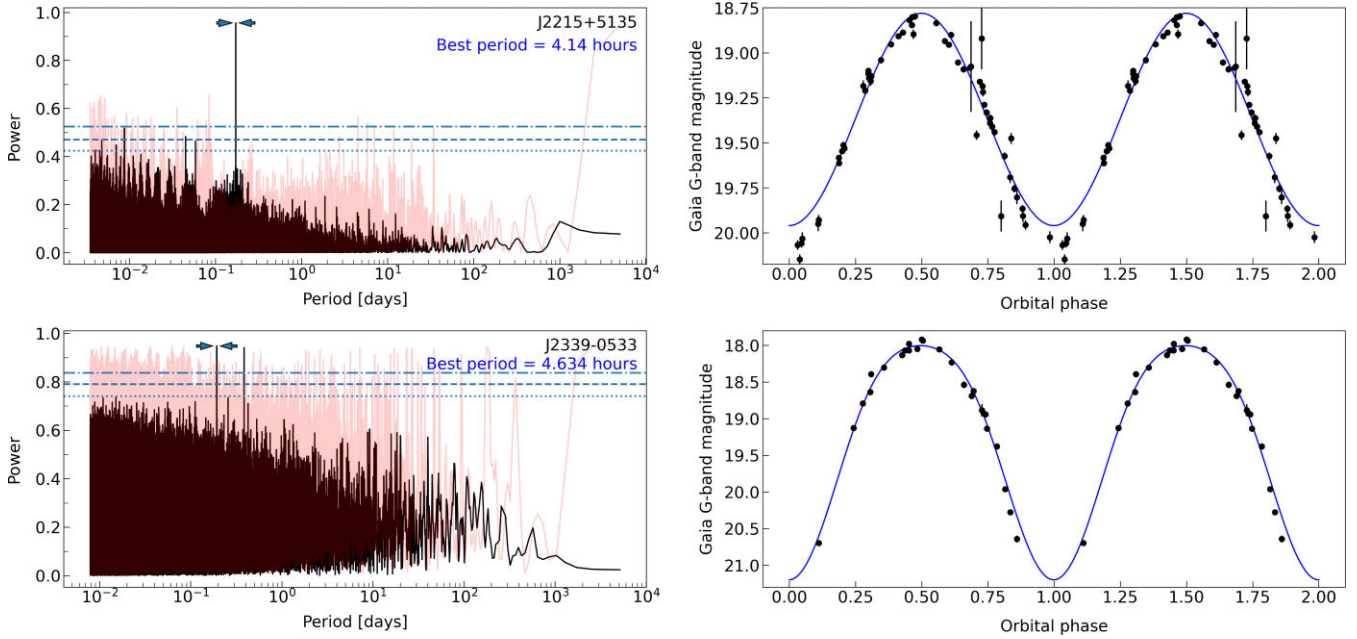 J2215+5135
Best period = 4.14 hours
Power
1.0
0.8
0.6
0.4
0.2
0.0
10⁻² 10⁻¹ 10⁰ 10¹ 10² 10³ 10⁴
Period [days]
Gaia G-band magnitude
18.75
19.00
19.25
19.50
19.75
20.00
0.00 0.25 0.50 0.75 1.00 1.25 1.50 1.75 2.00
Orbital phase
J2339-0533
Best period = 4.634 hours
Power
1.0
0.8
0.6
0.4
0.2
0.0
10⁻² 10⁻¹ 10⁰ 10¹ 10² 10³ 10⁴
Period [days]
Gaia G-band magnitude
18.0
18.5
19.0
19.5
20.0
20.5
21.0
0.00 0.25 0.50 0.75 1.00 1.25 1.50 1.75 2.00
Orbital phase